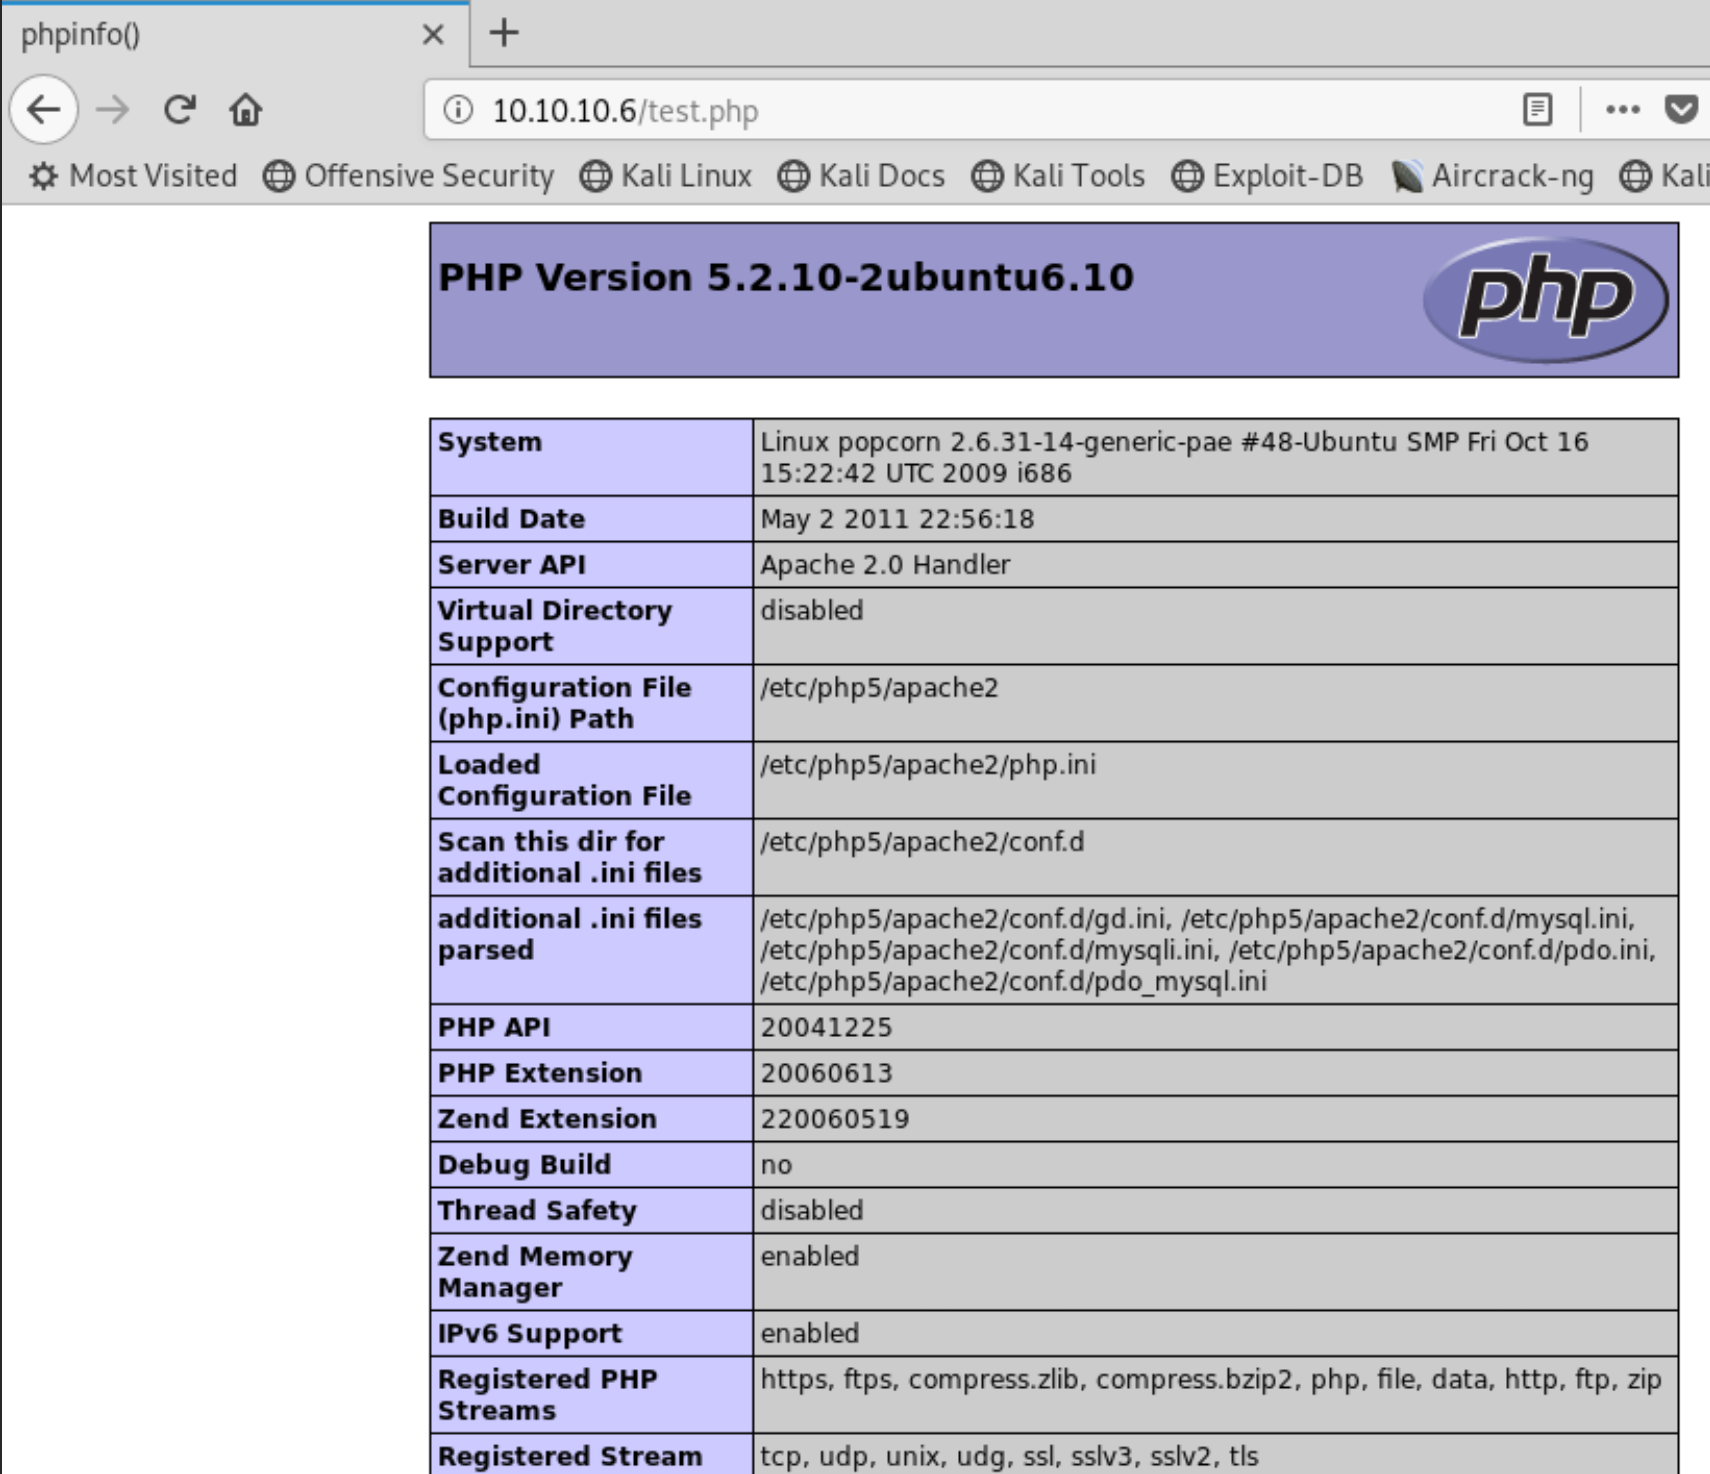 phpinfo()
10.10.10.6/test.php
Most Visited Offensive Security Kali Linux Kali Docs Kali Tools Exploit-DB Aircrack-ng Kali
PHP Version 5.2.10-2ubuntu6.10
php
System Linux popcorn 2.6.31-14-generic-pae #48-Ubuntu SMP Fri Oct 16
15:22:42 UTC 2009 i686
Build Date May 2 2011 22:56:18
Server API Apache 2.0 Handler
Virtual Directory disabled
Support
Configuration File /etc/php5/apache2
(php.ini) Path
Loaded /etc/php5/apache2/php.ini
Configuration File
Scan this dir for /etc/php5/apache2/conf.d
additional .ini files
additional .ini files /etc/php5/apache2/conf.d/gd.ini, /etc/php5/apache2/conf.d/mysql.ini,
parsed /etc/php5/apache2/conf.d/mysqli.ini, /etc/php5/apache2/conf.d/pdo.ini,
/etc/php5/apache2/conf.d/pdo_mysql.ini
PHP API 20041225
PHP Extension 20060613
Zend Extension 220060519
Debug Build no
Thread Safety disabled
Zend Memory enabled
Manager
IPv6 Support enabled
Registered PHP https, ftps, compress.zlib, compress.bzip2, php, file, data, http, ftp, zip
Streams
Registered Stream tcp, udp, unix, udg, ssl, sslv3, sslv2, tls